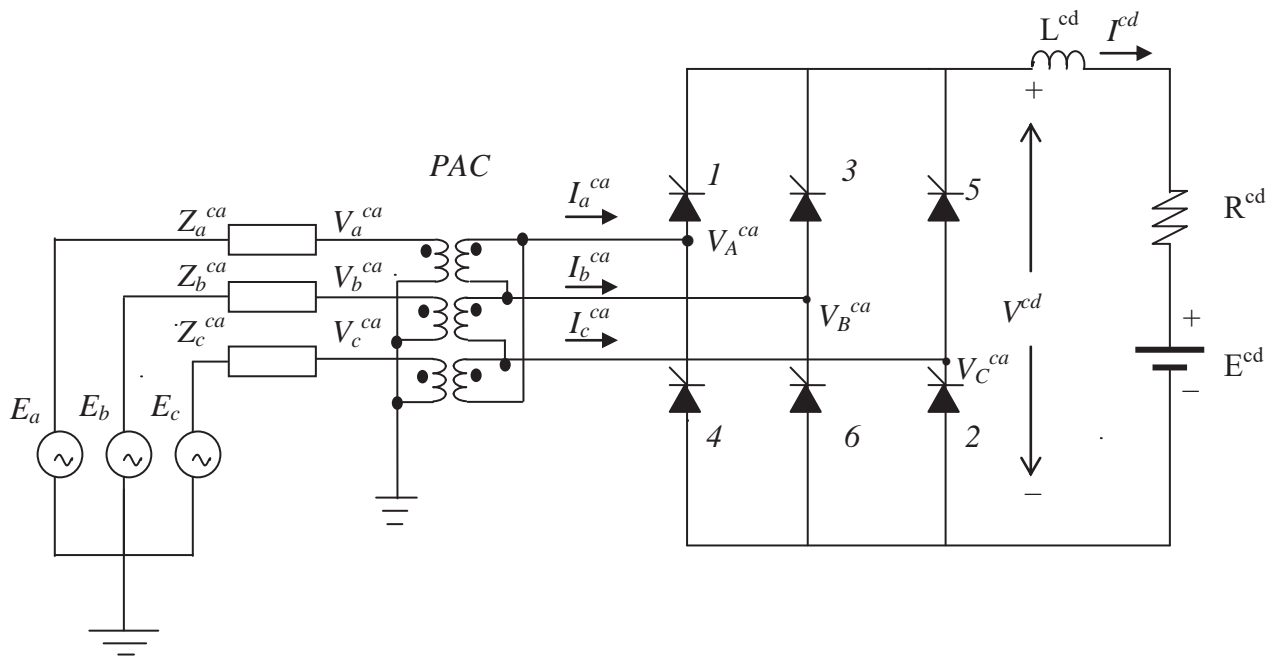 L^cd I^cd
+
PAC
1 3 5
I_a^ca
Z_a^ca V_a^ca
V_A^ca
R^cd
I_b^ca
Z_b^ca V_b^ca
V_B^ca
V^cd
I_c^ca
Z_c^ca V_c^ca
V_C^ca
+
E^cd
−
E_a E_b E_c
4 6 2
−